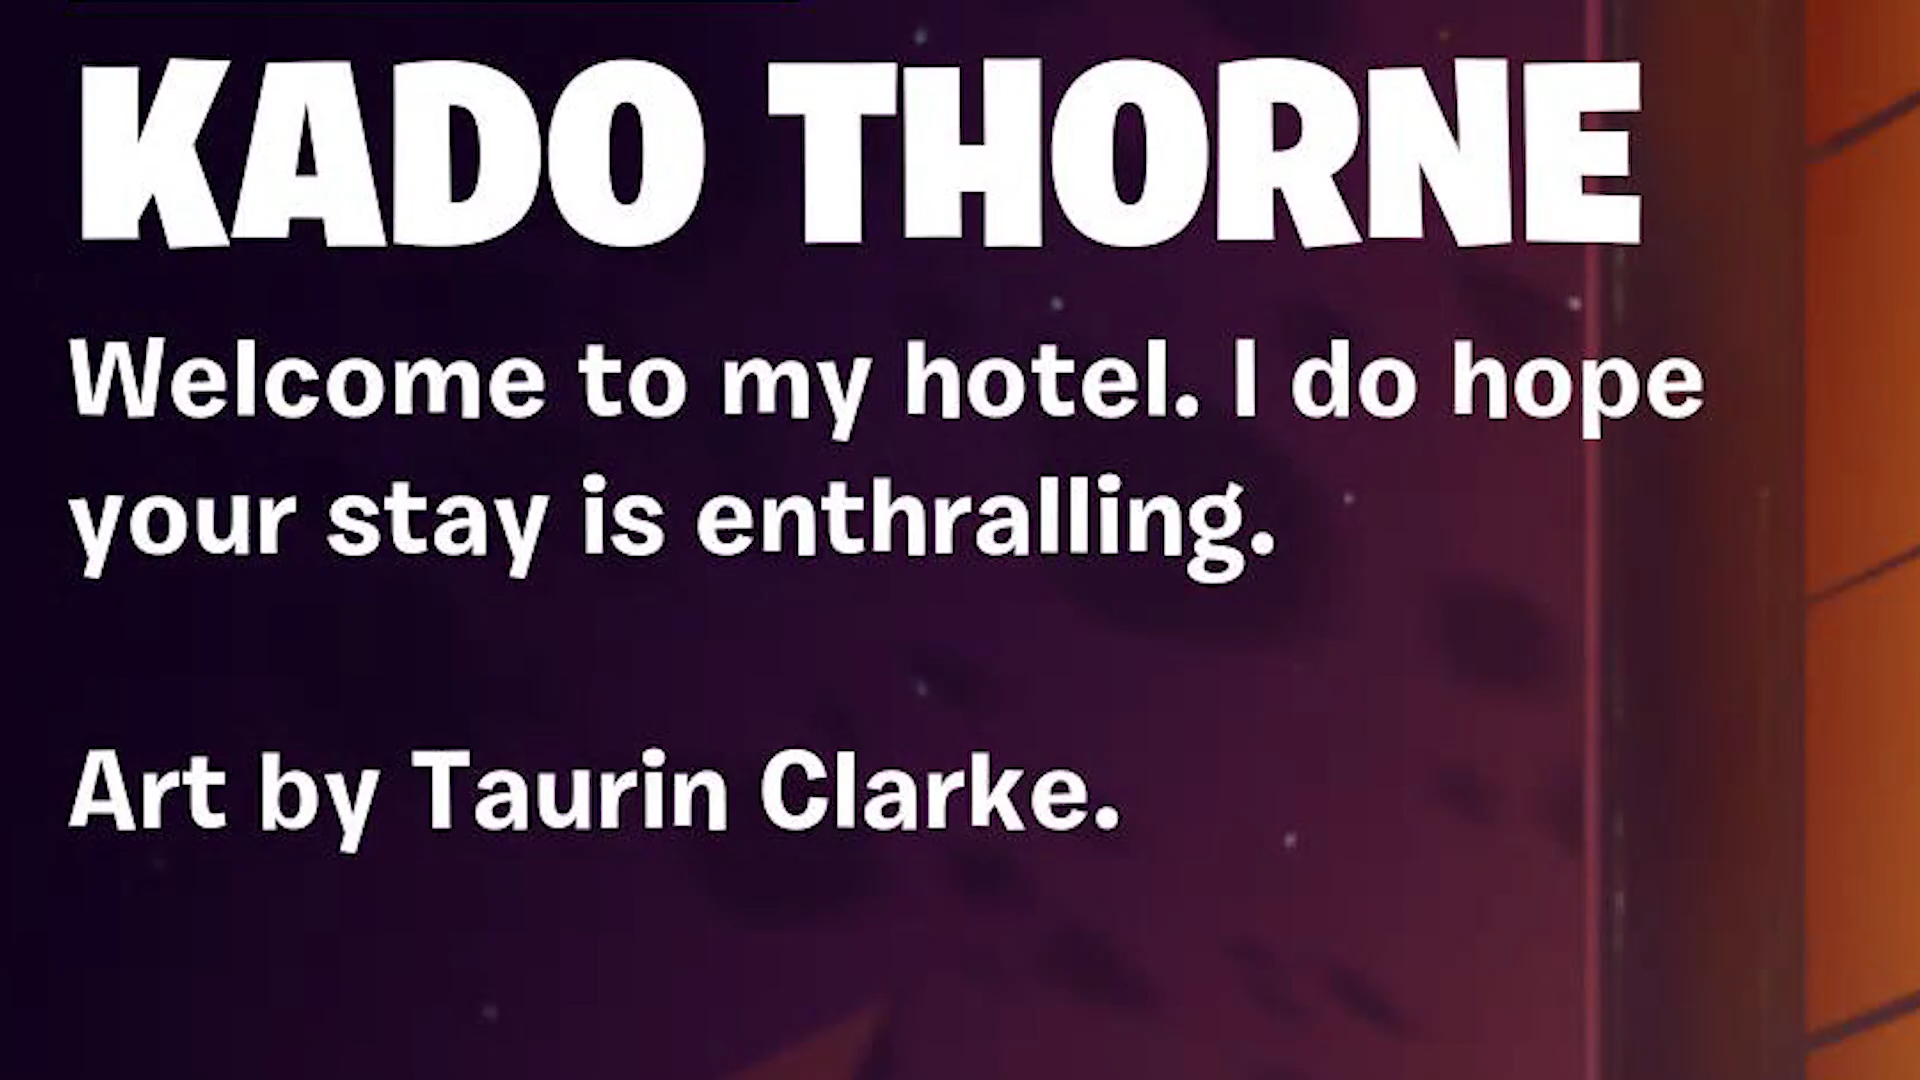 KADO THORNE
Welcome to my hotel. I do hope
your stay is enthralling.
Art by Taurin Clarke.